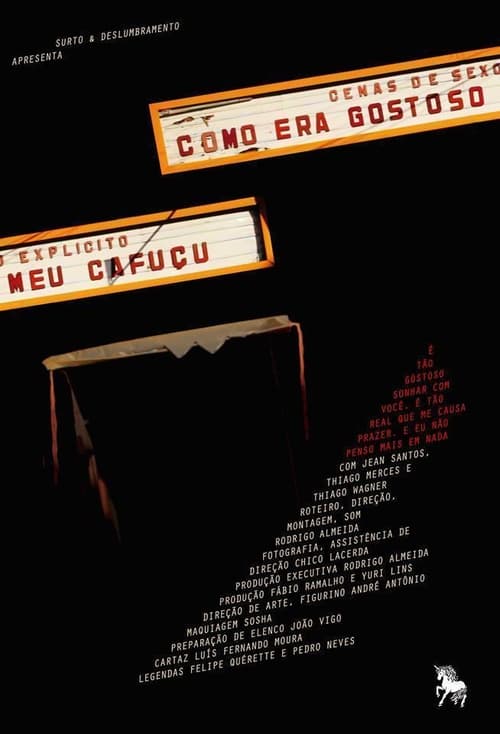 SURTO & DESLUMBRAMENTO
APRESENTA
CENAS DE SEXO
COMO ERA GOSTOSO
O EXPLICITO
MEU CAFUÇU
É
TÃO
GOSTOSO
SONHAR COM
VOCÊ. É TÃO
REAL QUE ME CAUSA
PRAZER. E EU NÃO
PENSO MAIS EM NADA
COM JEAN SANTOS,
THIAGO MERCES E
THIAGO WAGNER
ROTEIRO, DIREÇÃO,
MONTAGEM, SOM
RODRIGO ALMEIDA
FOTOGRAFIA, ASSISTÊNCIA DE
DIREÇÃO CHICO LACERDA
PRODUÇÃO EXECUTIVA RODRIGO ALMEIDA
PRODUÇÃO FÁBIO RAMALHO E YURI LINS
DIREÇÃO DE ARTE, FIGURINO ANDRÉ ANTÔNIO
MAQUIAGEM SOSHA
PREPARAÇÃO DE ELENCO JOÃO VIGO
CARTAZ LUÍS FERNANDO MOURA
LEGENDAS FELIPE QUÉRETTE E PEDRO NEVES